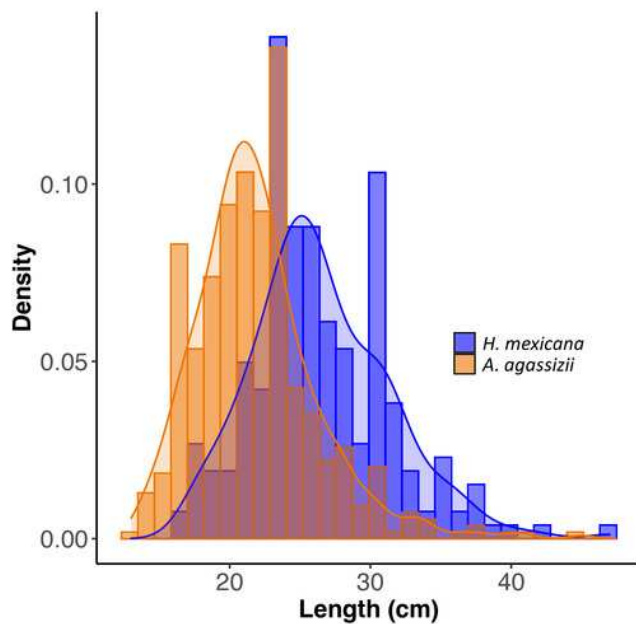 Density
0.10
0.05
0.00
H. mexicana
A. agassizii
20 30 40
Length (cm)